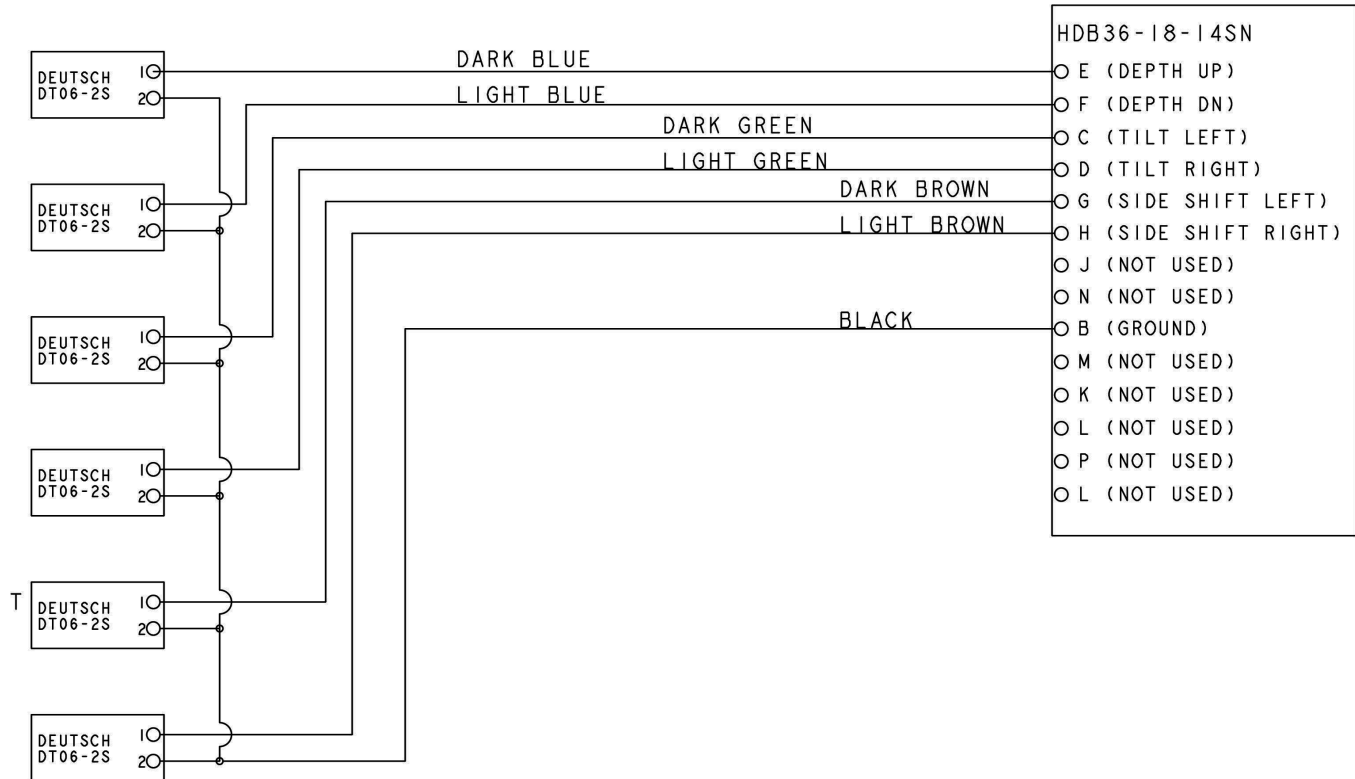 HDB36-18-14SN
DEUTSCH
DT06-2S
1
2
DARK BLUE
E (DEPTH UP)
LIGHT BLUE
F (DEPTH DN)
DARK GREEN
C (TILT LEFT)
LIGHT GREEN
D (TILT RIGHT)
DEUTSCH
DT06-2S
1
2
DARK BROWN
G (SIDE SHIFT LEFT)
LIGHT BROWN
H (SIDE SHIFT RIGHT)
J (NOT USED)
N (NOT USED)
DEUTSCH
DT06-2S
1
2
BLACK
B (GROUND)
M (NOT USED)
K (NOT USED)
L (NOT USED)
P (NOT USED)
L (NOT USED)
DEUTSCH
DT06-2S
1
2
T
DEUTSCH
DT06-2S
1
2
DEUTSCH
DT06-2S
1
2